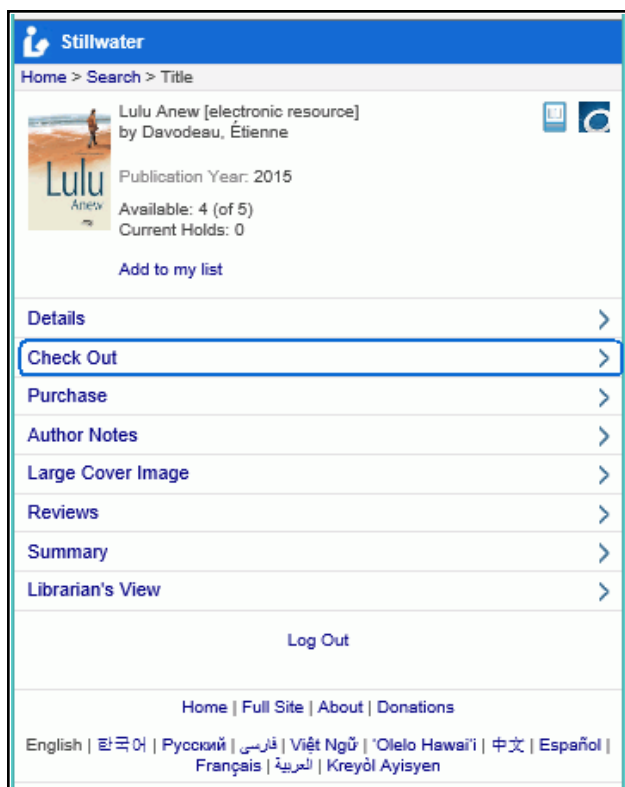 Stillwater
Home > Search > Title
Lulu Anew [electronic resource]
by Davodeau, Étienne
Lulu
Anew
Publication Year: 2015
Available: 4 (of 5)
Current Holds: 0
Add to my list
Details
Check Out
Purchase
Author Notes
Large Cover Image
Reviews
Summary
Librarian's View
Log Out
Home | Full Site | About | Donations
English | 한국어 | Русский | فارسی | Việt Ngữ | 'Olelo Hawai'i | 中文 | Español |
Français | العربية | Kreyòl Ayisyen